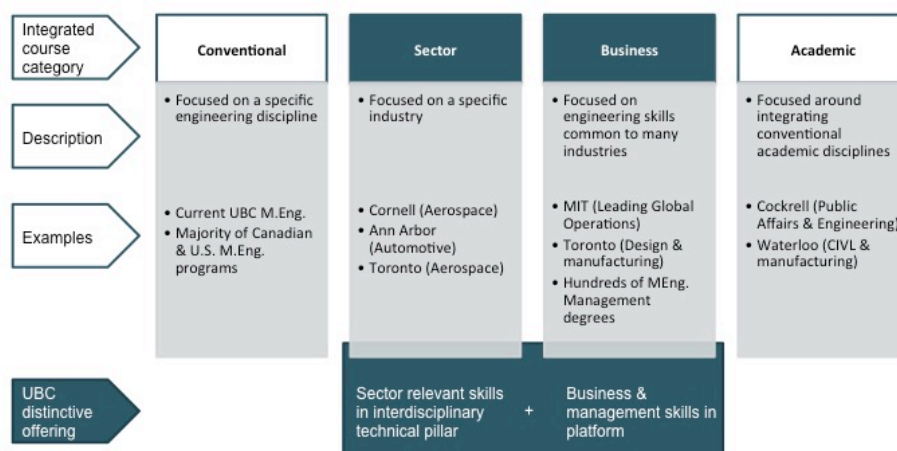 Integrated
course
category
Conventional
Sector
Business
Academic
Description
• Focused on a specific
engineering discipline
• Focused on a specific
industry
• Focused on
engineering skills
common to many
industries
• Focused around
integrating
conventional
academic disciplines
Examples
• Current UBC M.Eng.
• Majority of Canadian
& U.S. M.Eng.
programs
• Cornell (Aerospace)
• Ann Arbor
(Automotive)
• Toronto (Aerospace)
• MIT (Leading Global
Operations)
• Toronto (Design &
manufacturing)
• Hundreds of MEng.
Management
degrees
• Cockrell (Public
Affairs & Engineering)
• Waterloo (CIVL &
manufacturing)
UBC
distinctive
offering
Sector relevant skills
in interdisciplinary
technical pillar
+
Business &
management skills in
platform